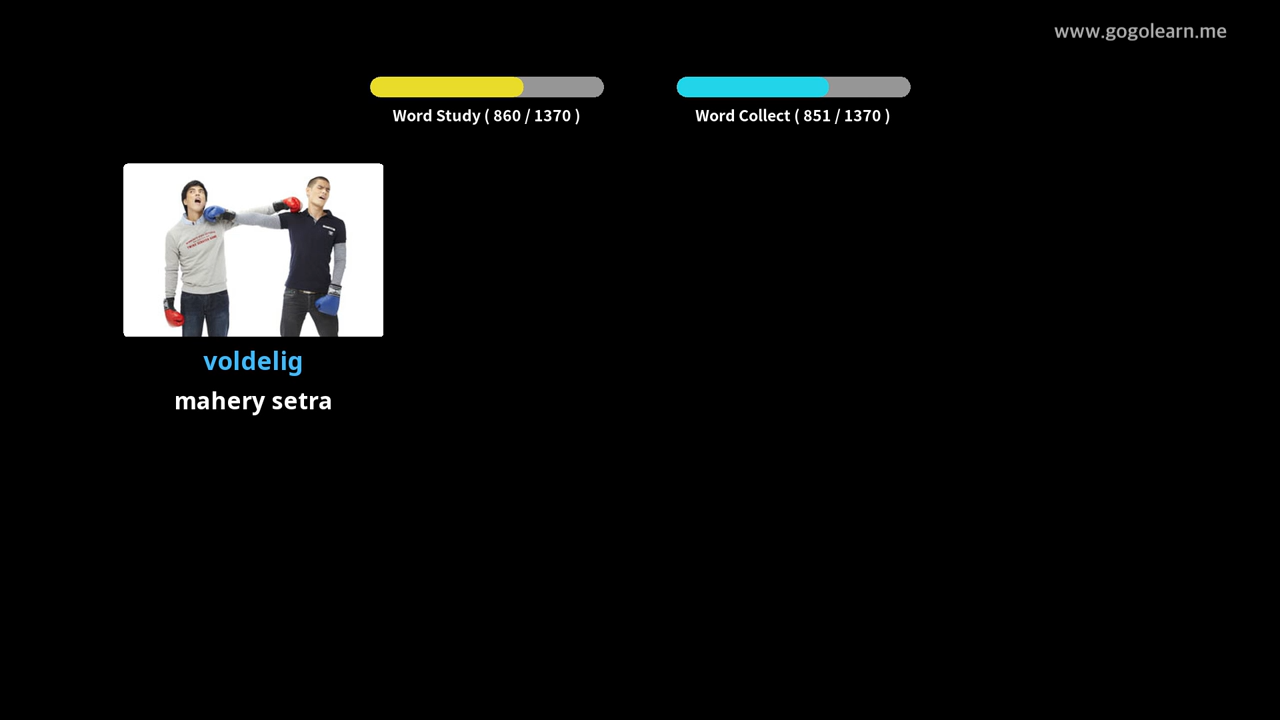 www.gogolearn.me
Word Study ( 860 / 1370 )
Word Collect ( 851 / 1370 )
voldelig
mahery setra